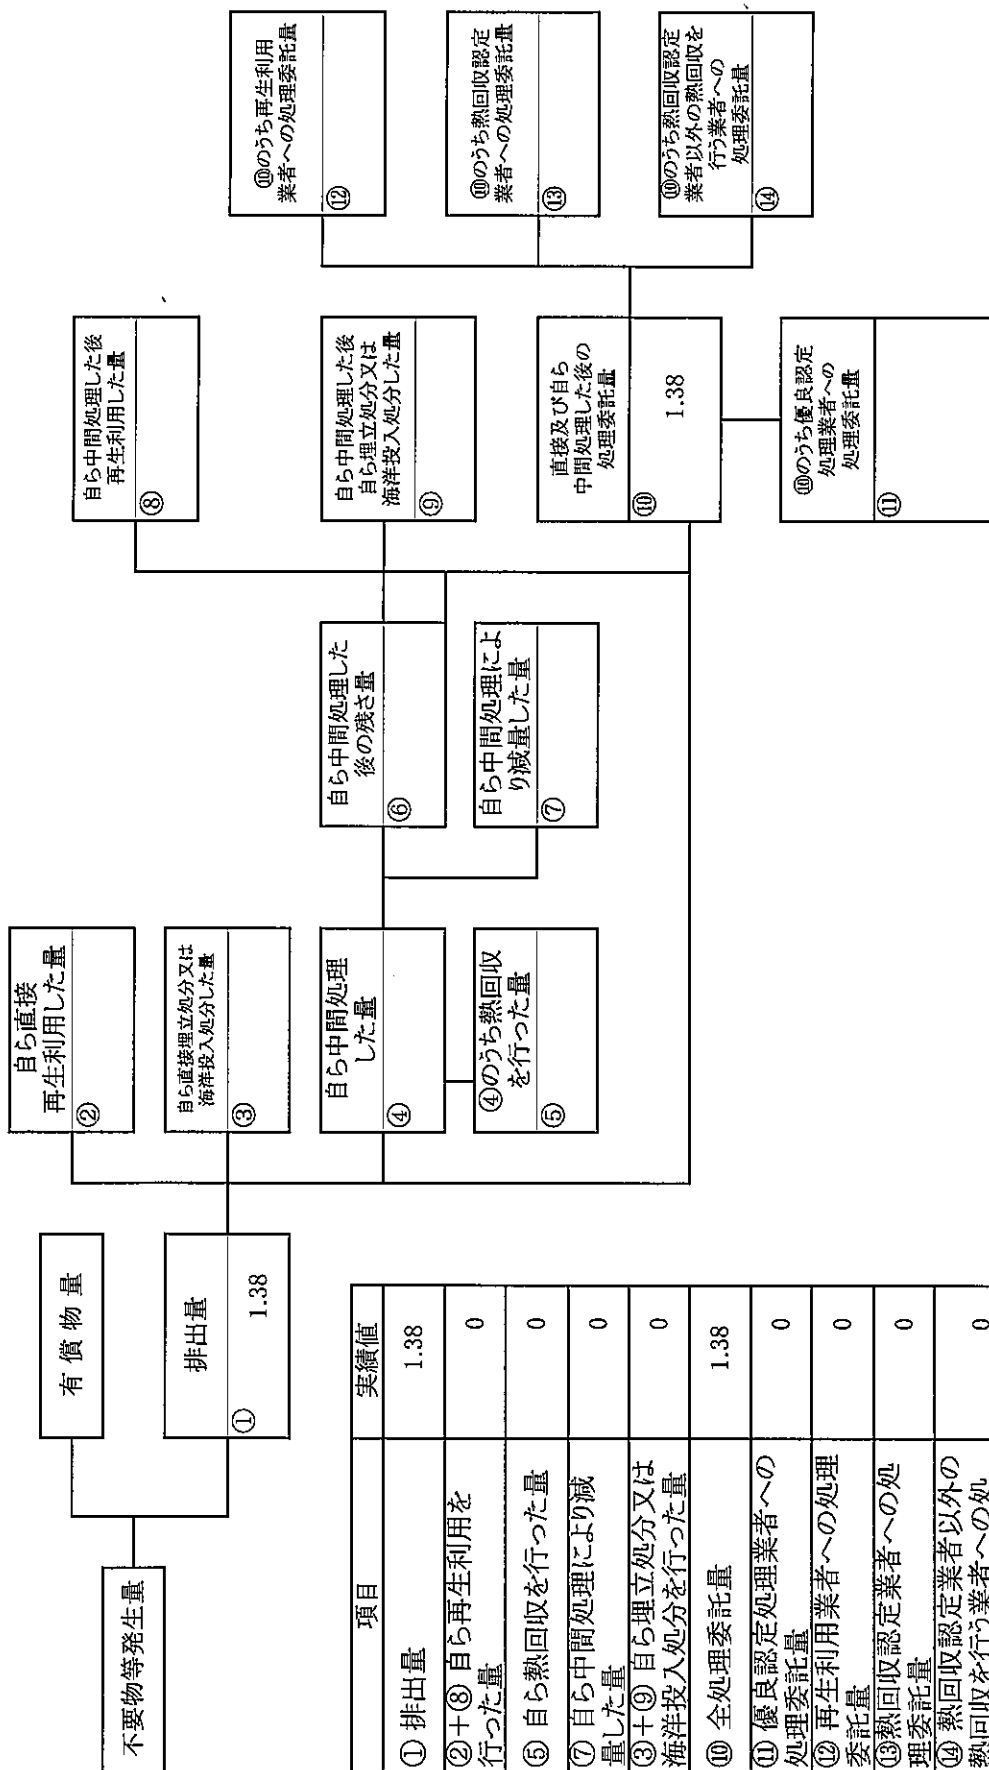 不要物等発生量
有償物量
排出量
①
1.38
自ら直接
再生利用した量
②
自ら直接埋立処分又は
海洋投入処分した量
③
自ら中間処理
した量
④
④のうち熱回収
を行った量
⑤
自ら中間処理した
後の残さ量
⑥
自ら中間処理によ
り減量した量
⑦
自ら中間処理した後
再生利用した量
⑧
自ら中間処理した後
自ら埋立処分又は
海洋投入処分した量
⑨
直接及び自ら
中間処理した後の
処理委託量
⑩
1.38
⑩のうち優良認定
処理業者への
処理委託量
⑪
⑩のうち再生利用
業者への処理委託量
⑫
⑩のうち熱回収認定
業者への処理委託量
⑬
⑩のうち熱回収認定
業者以外の熱回収を
行う業者への
処理委託量
⑭
項目 実績値
① 排出量 1.38
②+⑧ 自ら再生利用を
行った量 0
⑤ 自ら熱回収を行った量 0
⑦ 自ら中間処理により減
量した量 0
③+⑨ 自ら埋立処分又は
海洋投入処分を行った量 0
⑩ 全処理委託量 1.38
⑪ 優良認定処理業者への
処理委託量 0
⑫ 再生利用業者への処理
委託量 0
⑬熱回収認定業者への処
理委託量 0
⑭ 熱回収認定業者以外の
熱回収を行う業者への処 0